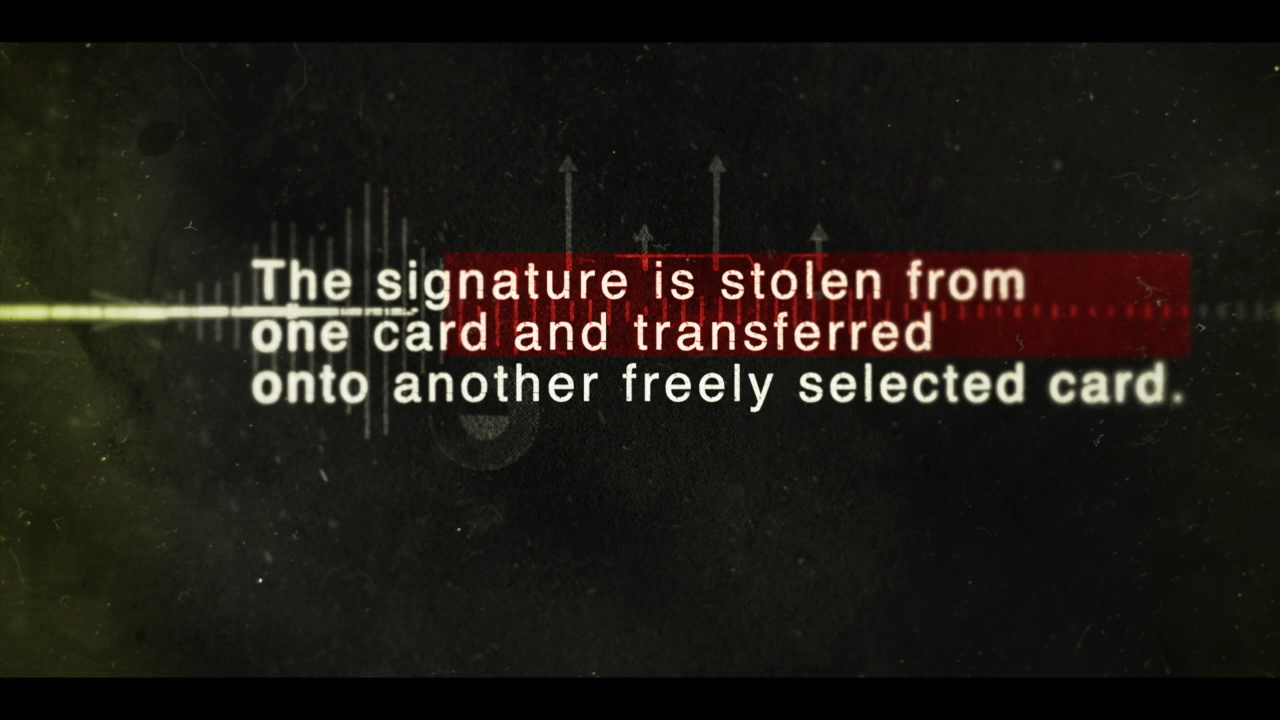 The signature is stolen from
one card and transferred
onto another freely selected card.